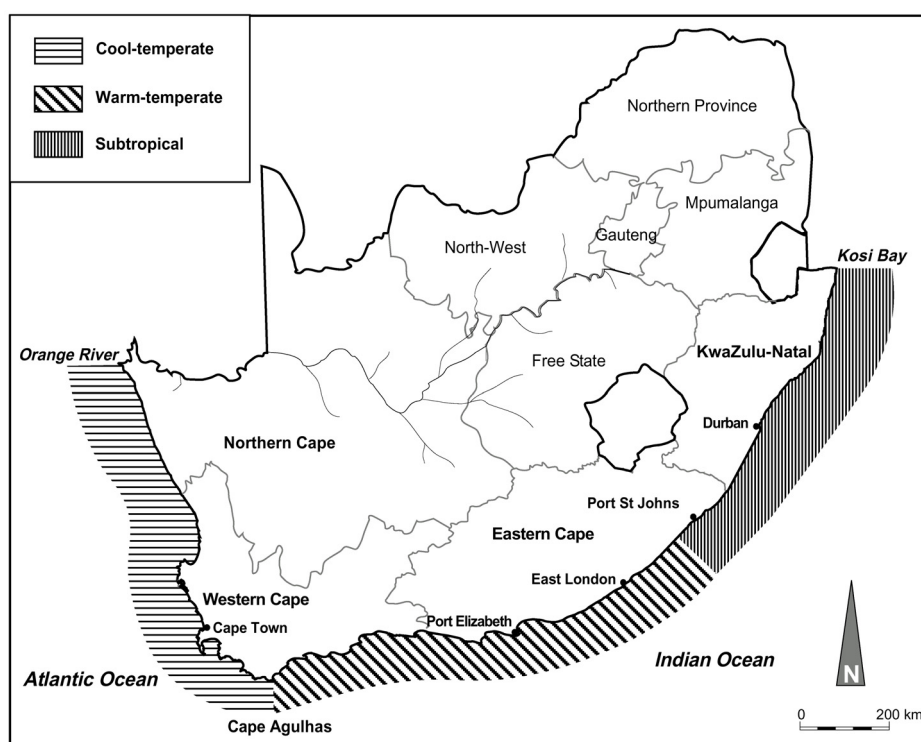 Cool-temperate
Warm-temperate
Subtropical
Northern Province
Mpumalanga
Gauteng
North-West
Kosi Bay
Orange River
KwaZulu-Natal
Free State
Durban
Northern Cape
Port St Johns
Eastern Cape
East London
Western Cape
Port Elizabeth
Cape Town
Indian Ocean
Atlantic Ocean
N
Cape Agulhas
0 200 km